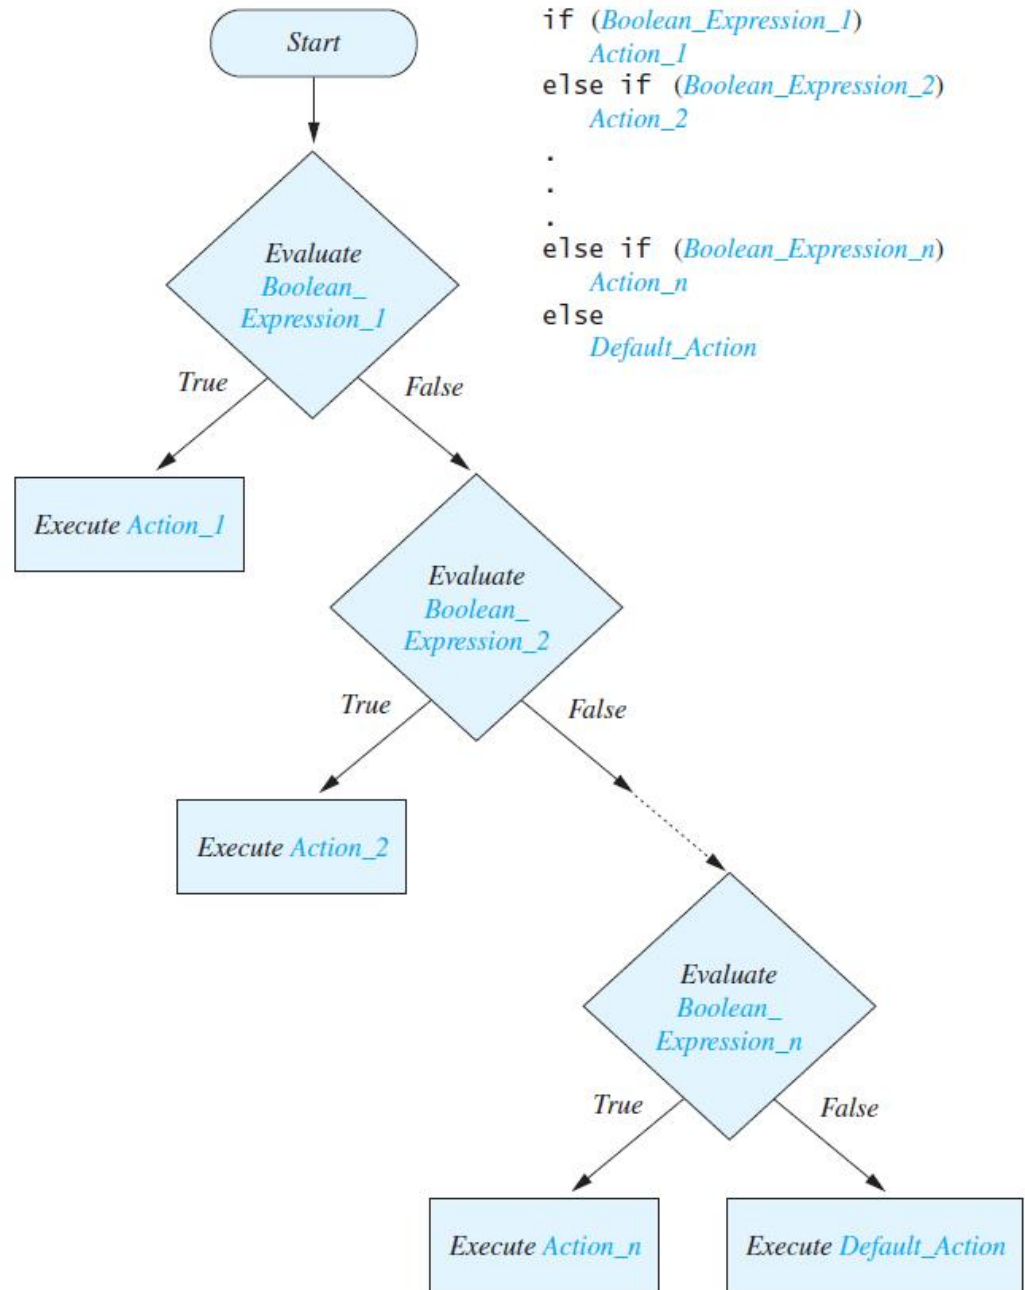 Start
if (Boolean_Expression_1)
Action_1
else if (Boolean_Expression_2)
Action_2
.
.
.
else if (Boolean_Expression_n)
Action_n
else
Default_Action
Evaluate
Boolean_
Expression_1
True
False
Execute Action_1
Evaluate
Boolean_
Expression_2
True
False
Execute Action_2
Evaluate
Boolean_
Expression_n
True
False
Execute Action_n
Execute Default_Action